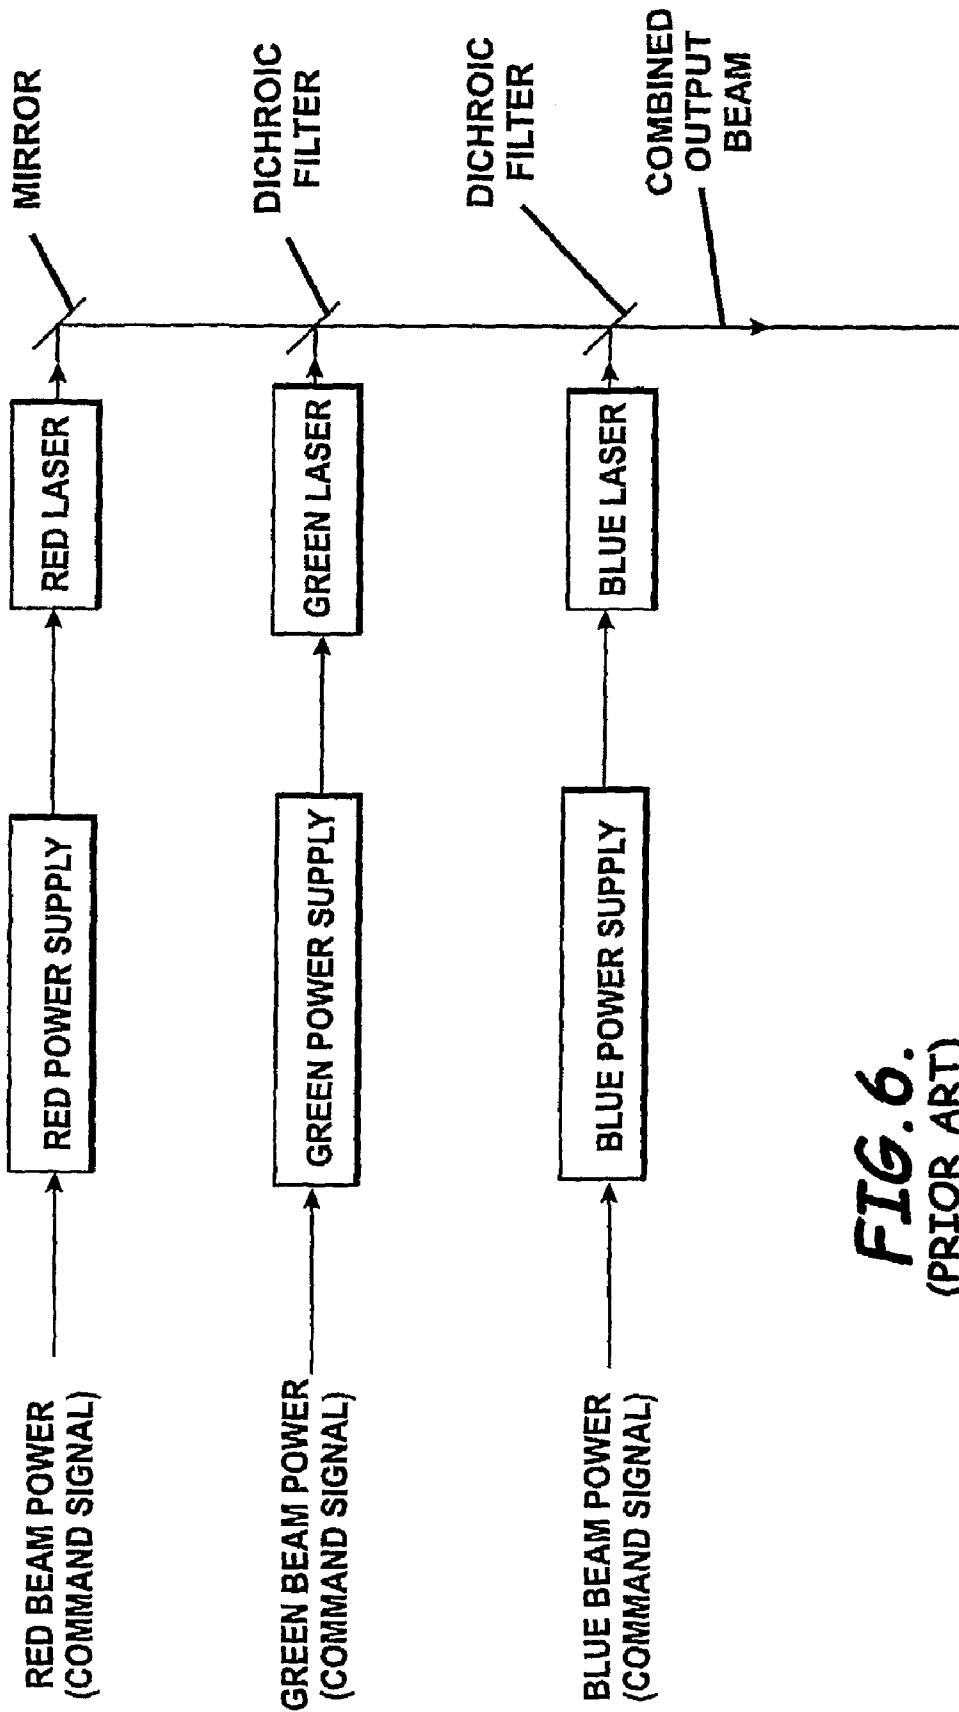 RED BEAM POWER
(COMMAND SIGNAL)
RED POWER SUPPLY
RED LASER
MIRROR
GREEN BEAM POWER
(COMMAND SIGNAL)
GREEN POWER SUPPLY
GREEN LASER
DICHROIC
FILTER
BLUE BEAM POWER
(COMMAND SIGNAL)
BLUE POWER SUPPLY
BLUE LASER
DICHROIC
FILTER
COMBINED
OUTPUT
BEAM
FIG.6.
(PRIOR ART)